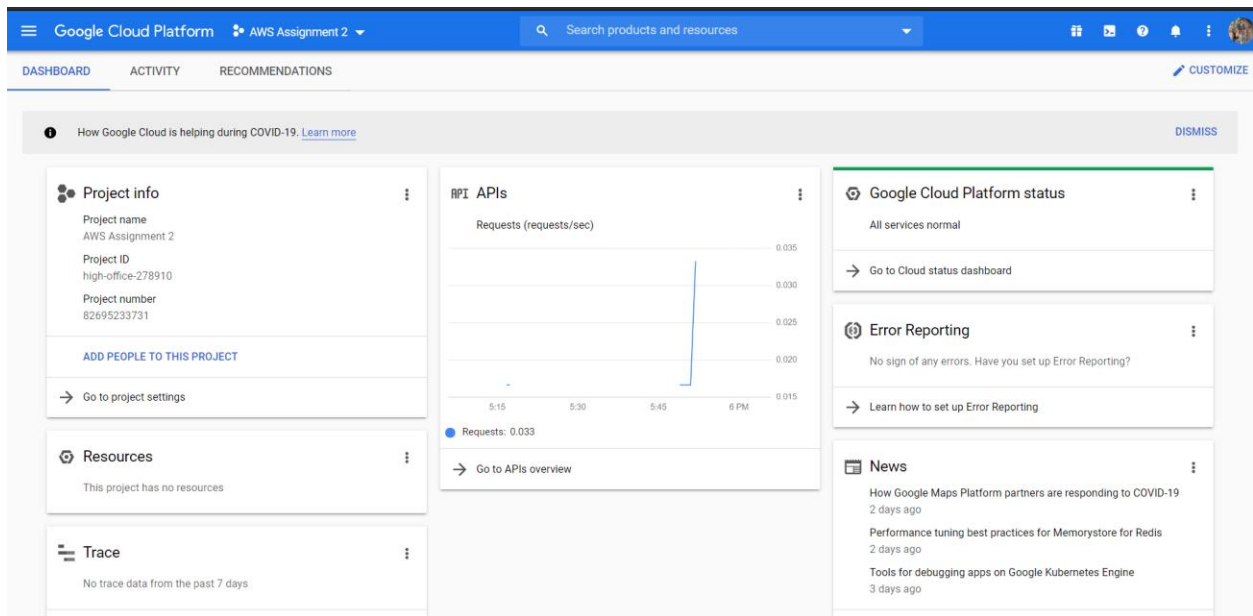 Google Cloud Platform AWS Assignment 2 Search products and resources
DASHBOARD ACTIVITY RECOMMENDATIONS CUSTOMIZE
How Google Cloud is helping during COVID-19. Learn more DISMISS
Project info
Project name
AWS Assignment 2
Project ID
high-office-278910
Project number
82695233731
ADD PEOPLE TO THIS PROJECT
Go to project settings
Resources
This project has no resources
Trace
No trace data from the past 7 days
API APIs
Requests (requests/sec)
0.035
0.030
0.025
0.020
0.015
5:15 5:30 5:45 6 PM
Requests: 0.033
Go to APIs overview
Google Cloud Platform status
All services normal
Go to Cloud status dashboard
Error Reporting
No sign of any errors. Have you set up Error Reporting?
Learn how to set up Error Reporting
News
How Google Maps Platform partners are responding to COVID-19
2 days ago
Performance tuning best practices for Memorystore for Redis
2 days ago
Tools for debugging apps on Google Kubernetes Engine
3 days ago